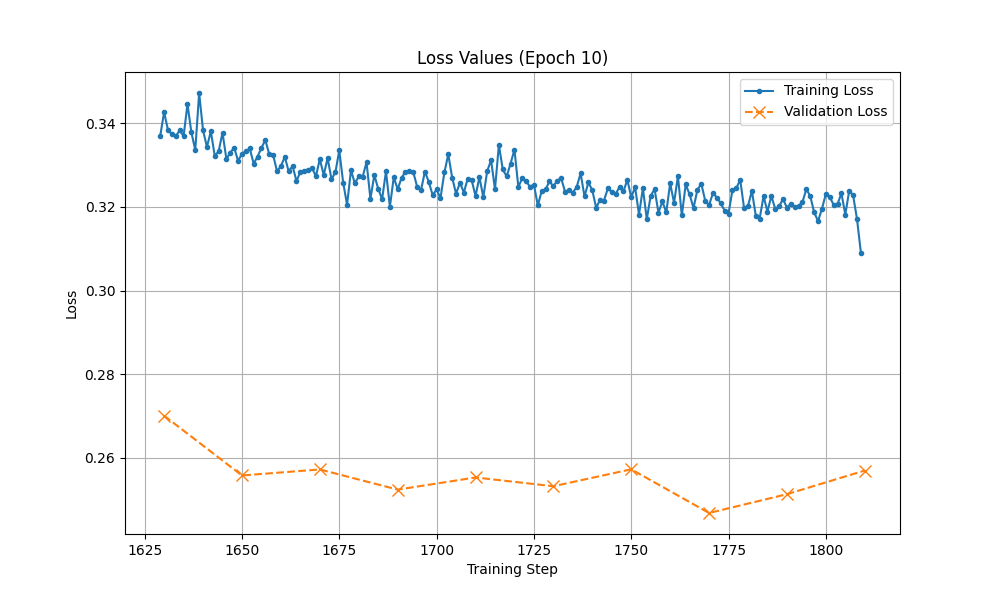 Loss Values (Epoch 10)
Training Loss
Validation Loss
0.34
0.32
0.30
0.28
0.26
Loss
1625 1650 1675 1700 1725 1750 1775 1800
Training Step